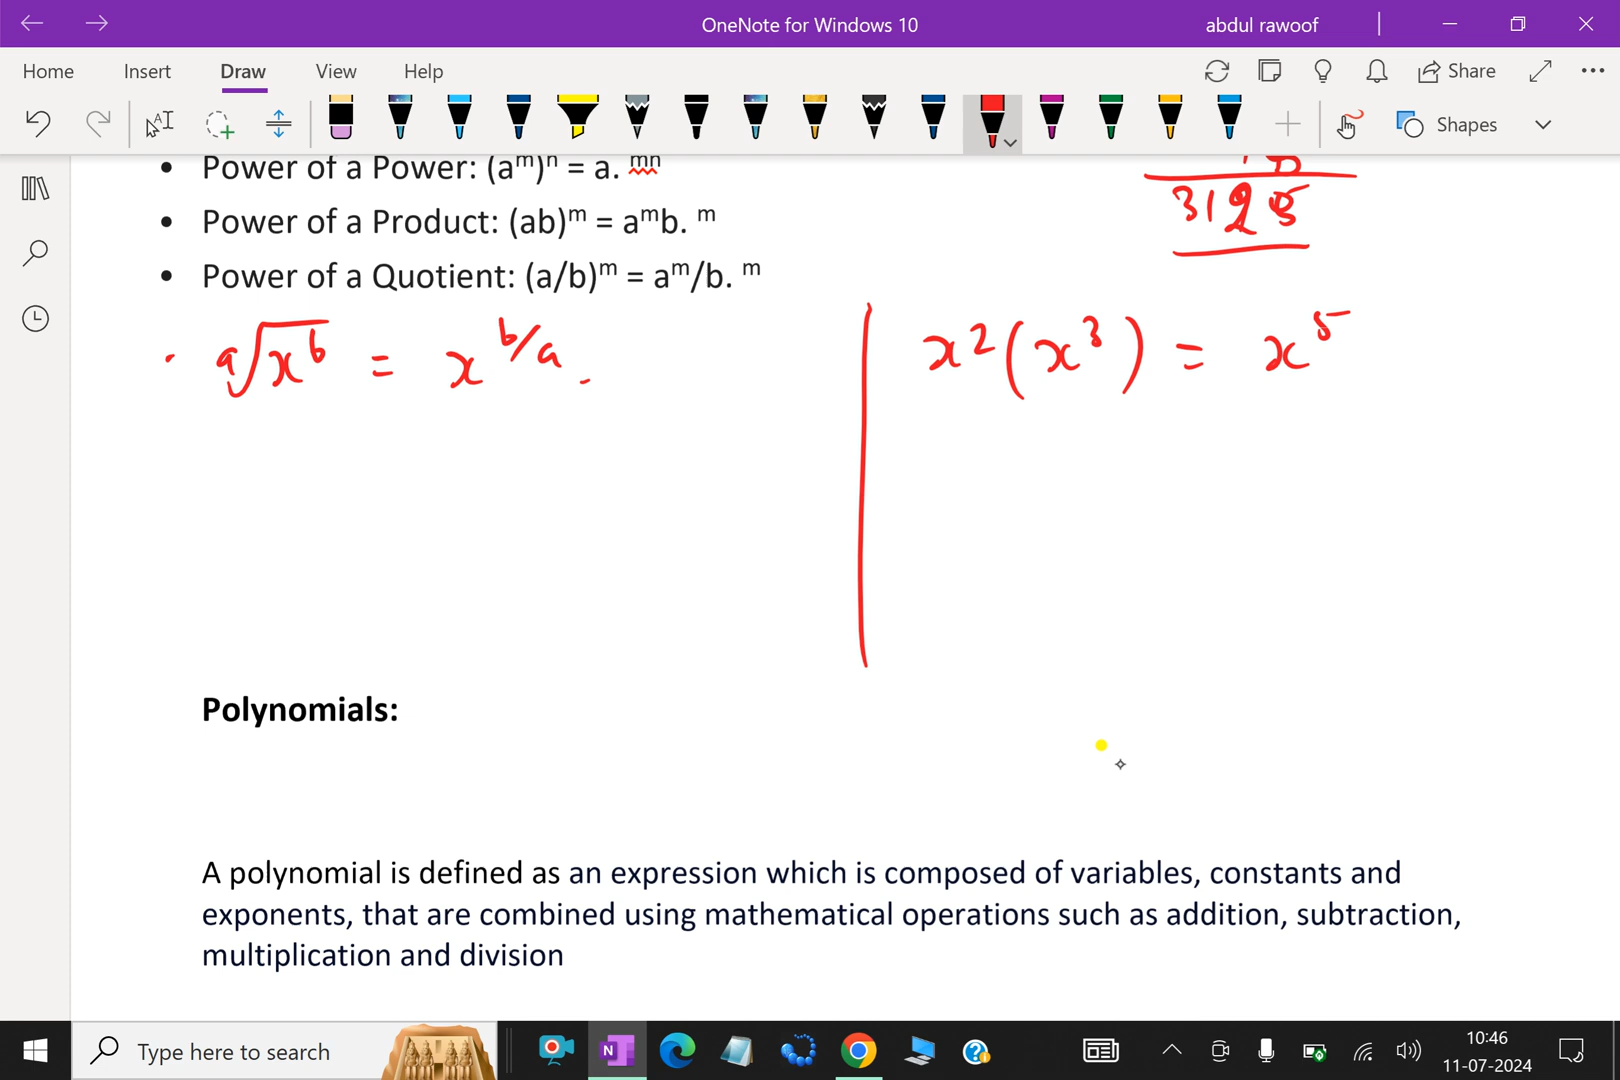 OneNote for Windows 10
abdul rawoof
Home Insert Draw View Help
Share
Shapes
• Power of a Power: (aᵐ)ⁿ = a. ᵐⁿ
• Power of a Product: (ab)ᵐ = aᵐb. ᵐ
• Power of a Quotient: (a/b)ᵐ = aᵐ/b. ᵐ
3125
· ᵃ√xᵇ = x^b/a .
x²(x³) = x⁵
Polynomials:
A polynomial is defined as an expression which is composed of variables, constants and
exponents, that are combined using mathematical operations such as addition, subtraction,
multiplication and division
Type here to search
10:46
11-07-2024